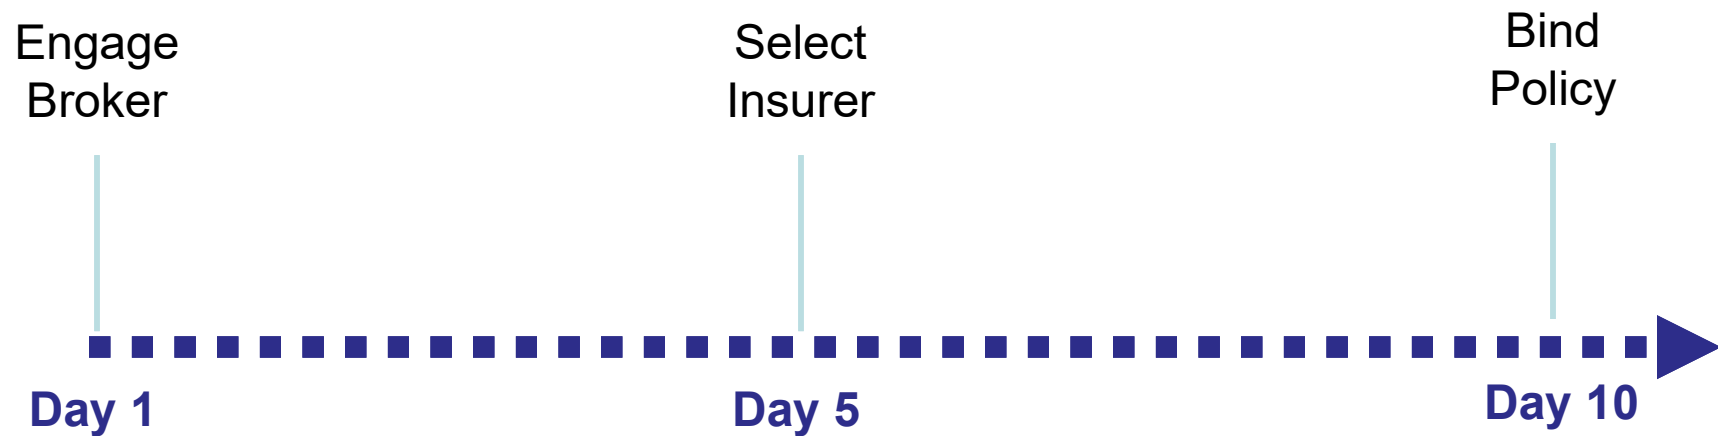 Engage
Broker
Select
Insurer
Bind
Policy
Day 1
Day 5
Day 10